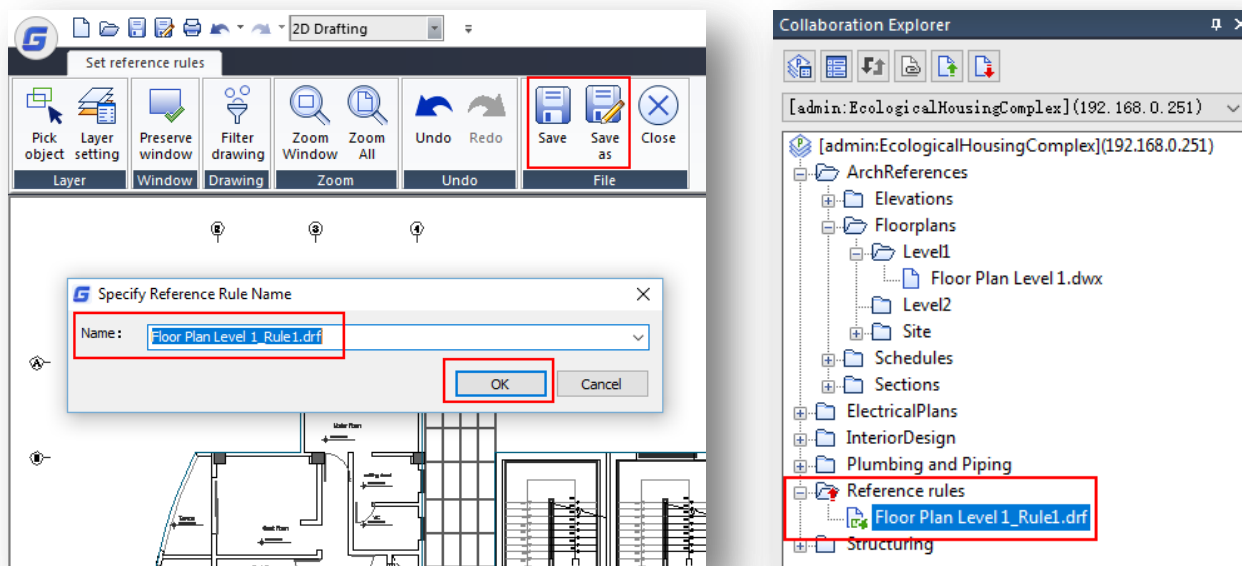 2D Drafting
Set reference rules
Pick object
Layer setting
Preserve window
Filter drawing
Zoom Window
Zoom All
Undo
Redo
Save
Save as
Close
Layer
Window
Drawing
Zoom
Undo
File
2
3
4
Specify Reference Rule Name
Name:
Floor Plan Level 1_Rule1.drf
OK
Cancel
A
B
Collaboration Explorer
[admin:EcologicalHousingComplex](192.168.0.251)
[admin:EcologicalHousingComplex](192.168.0.251)
ArchReferences
Elevations
Floorplans
Level1
Floor Plan Level 1.dwx
Level2
Site
Schedules
Sections
ElectricalPlans
InteriorDesign
Plumbing and Piping
Reference rules
Floor Plan Level 1_Rule1.drf
Structuring